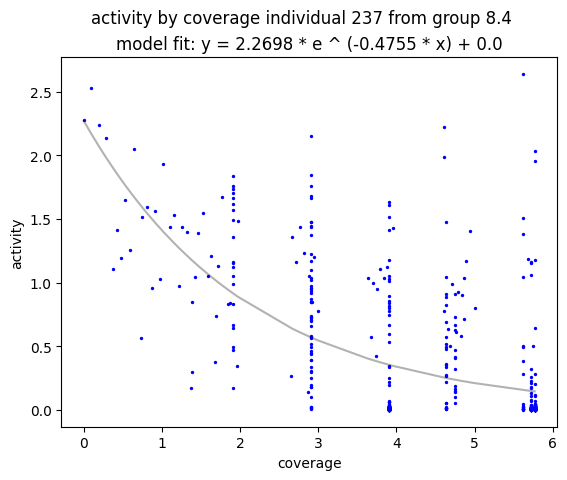 activity by coverage individual 237 from group 8.4
model fit: y = 2.2698 * e ^ (-0.4755 * x) + 0.0
2.5
2.0
1.5
1.0
0.5
0.0
activity
0 1 2 3 4 5 6
coverage